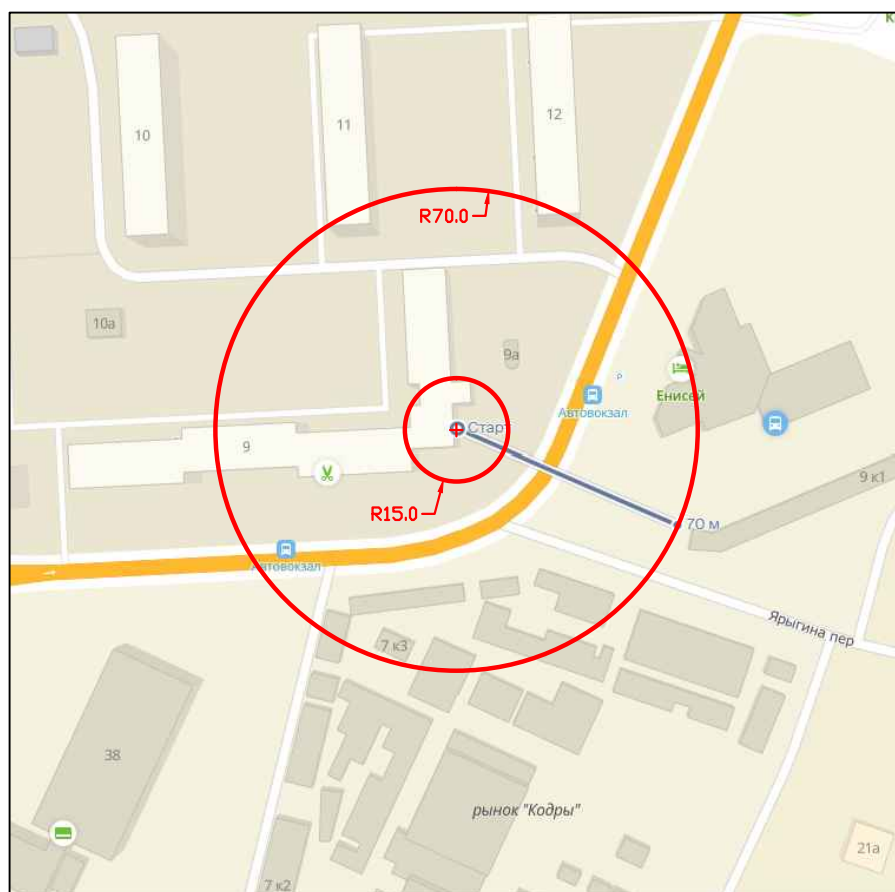 К
12
11
10
R70.0
10а
9а
Р
Енисей
Автовокзал
Старт
9
9 к1
R15.0
70 м
Автовокзал
Ярыгина пер
7 к3
38
рынок "Кодры"
21а
7 к2